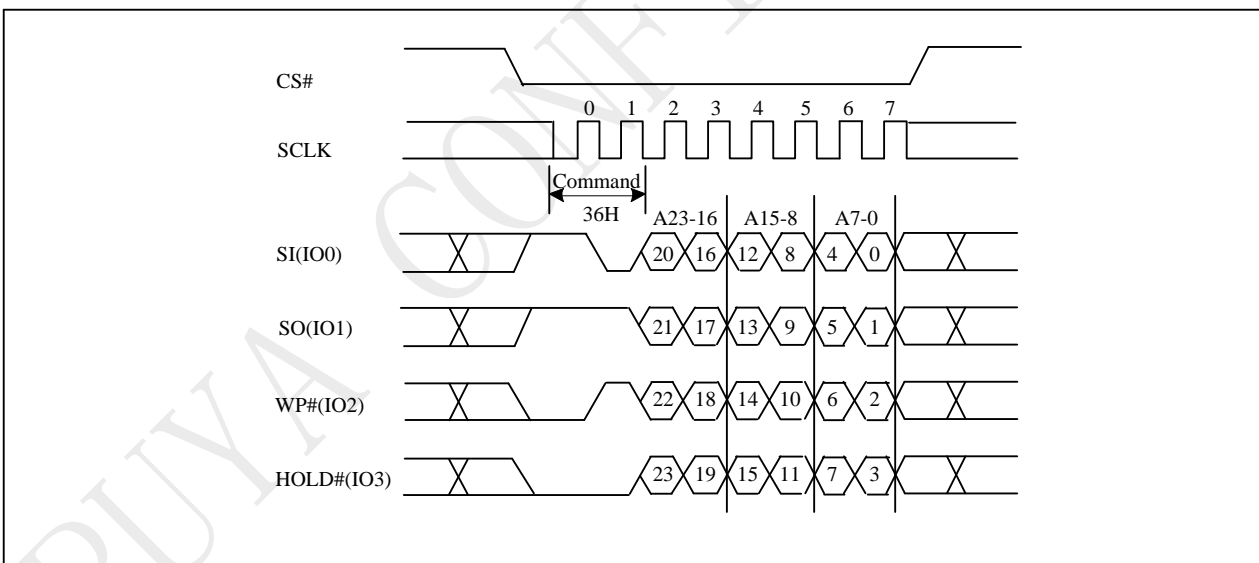 PUYA CONF
CS#
0 1 2 3 4 5 6 7
SCLK
Command
36H
A23-16 A15-8 A7-0
SI(IO0) 20 16 12 8 4 0
SO(IO1) 21 17 13 9 5 1
WP#(IO2) 22 18 14 10 6 2
HOLD#(IO3) 23 19 15 11 7 3